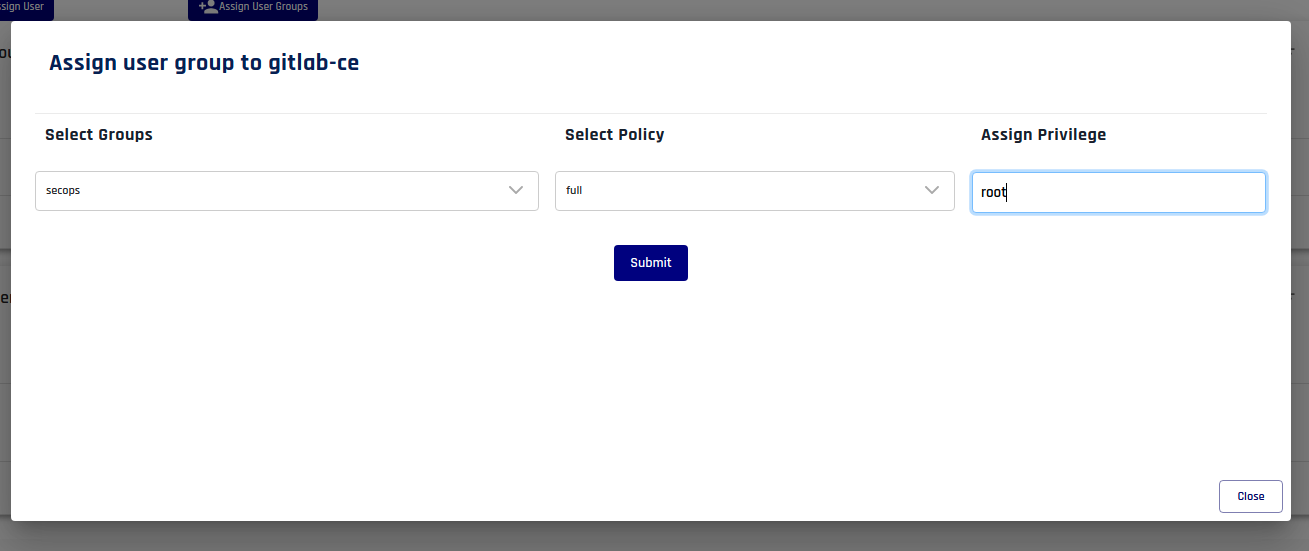 ssign User
Assign User Groups
Assign user group to gitlab-ce
Select Groups
Select Policy
Assign Privilege
secops
full
root
Submit
Close